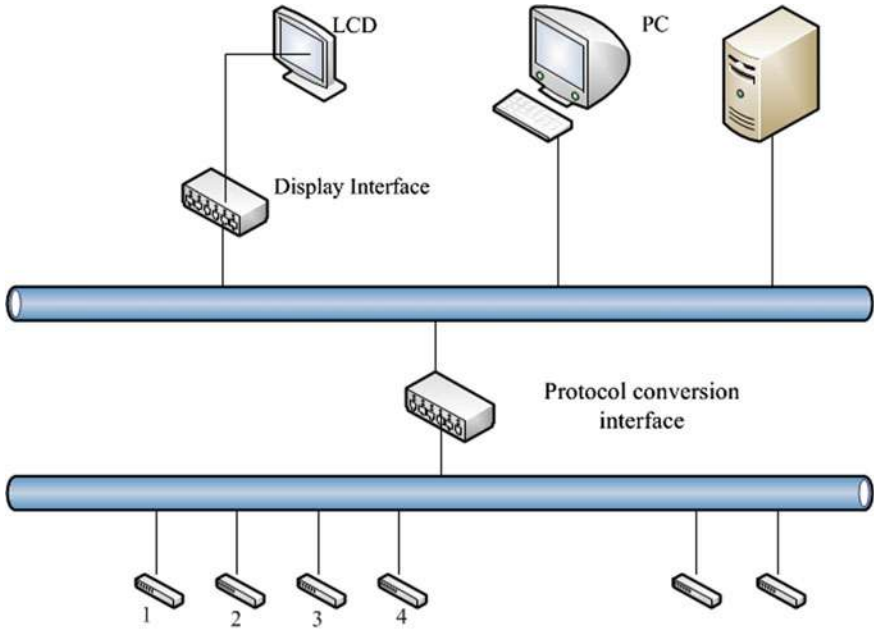 LCD
PC
Display Interface
Protocol conversion
interface
1
2
3
4